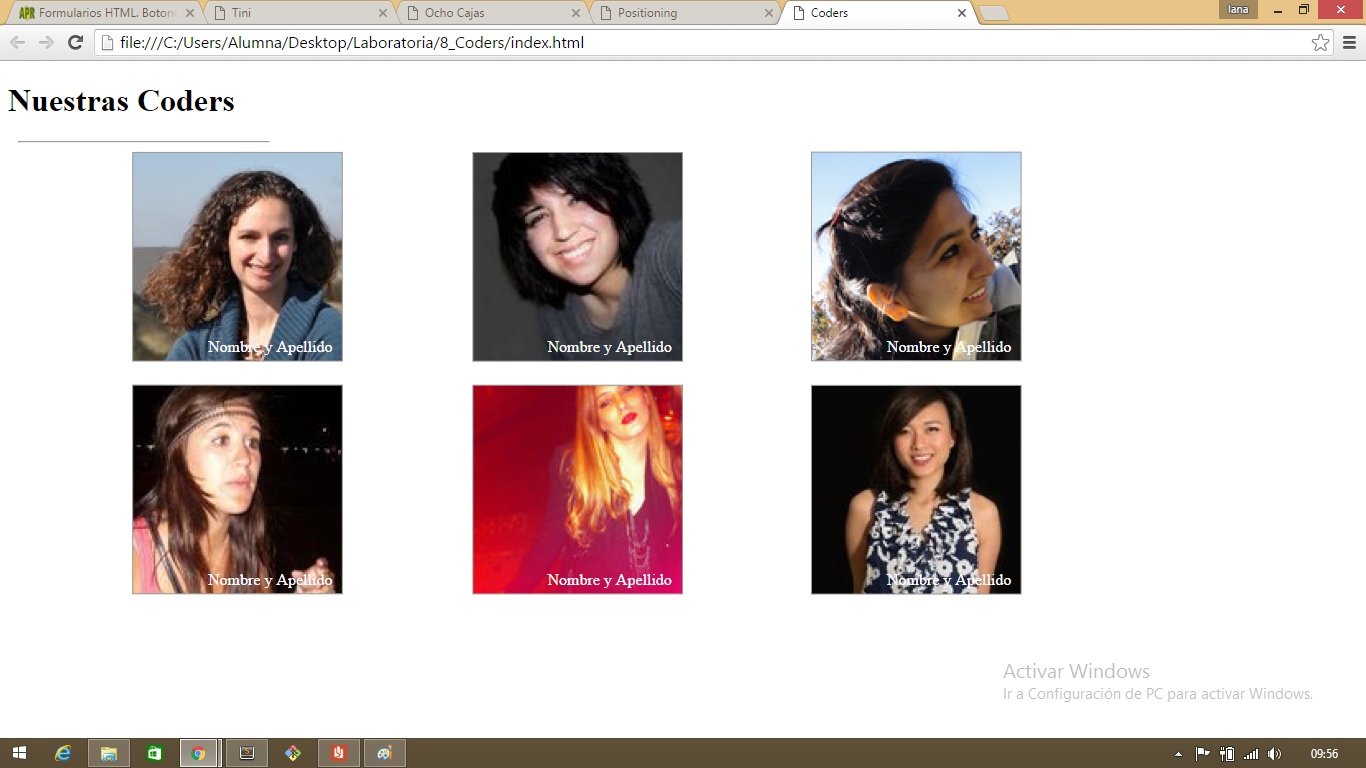 Formularios HTML. Botone
Tini
Ocho Cajas
Positioning
Coders
Iana
file:///C:/Users/Alumna/Desktop/Laboratoria/8_Coders/index.html
Nuestras Coders
Nombre y Apellido
Nombre y Apellido
Nombre y Apellido
Nombre y Apellido
Nombre y Apellido
Nombre y Apellido
Activar Windows
Ir a Configuración de PC para activar Windows.
09:56